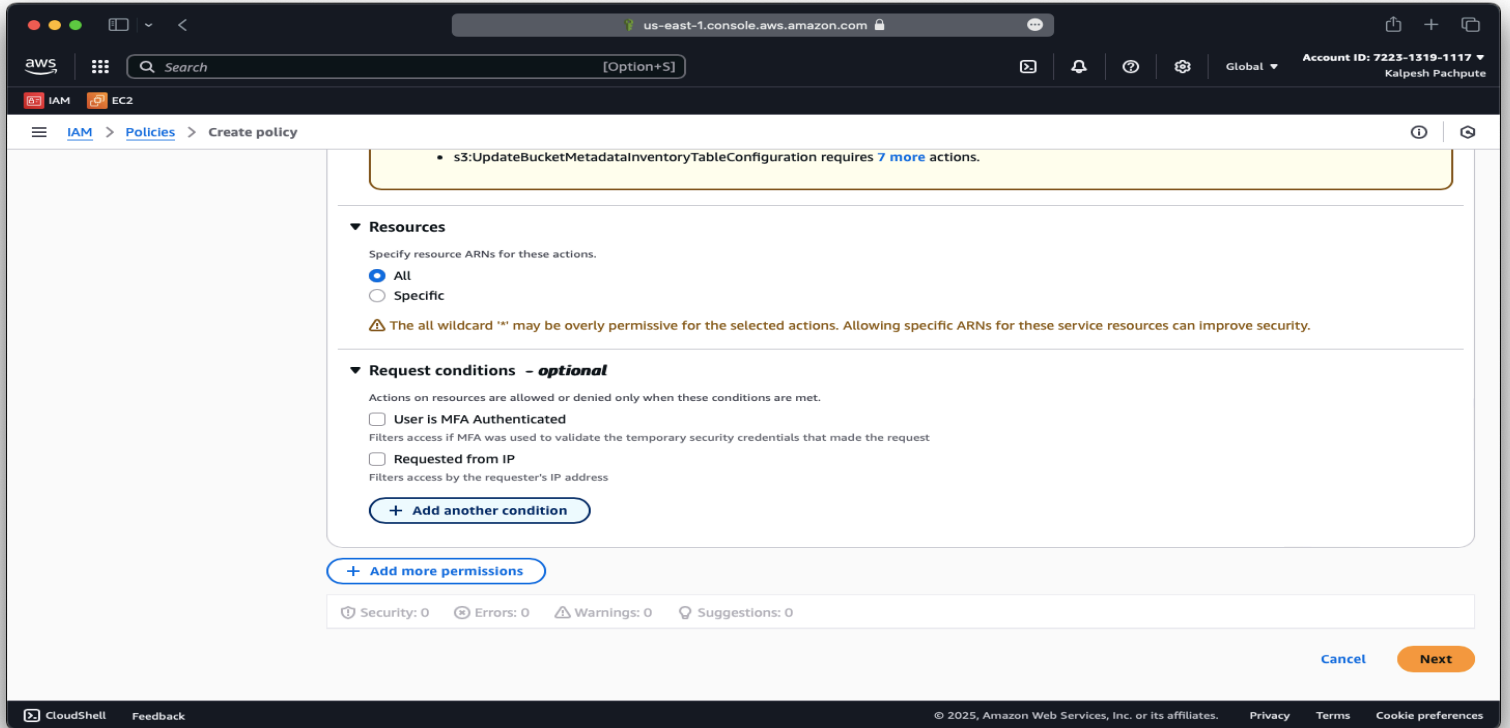 us-east-1.console.aws.amazon.com
aws
Search
[Option+S]
Global
Account ID: 7223-1319-1117
Kalpesh Pachpute
IAM
EC2
IAM > Policies > Create policy
• s3:UpdateBucketMetadataInventoryTableConfiguration requires 7 more actions.
Resources
Specify resource ARNs for these actions.
All
Specific
The all wildcard '*' may be overly permissive for the selected actions. Allowing specific ARNs for these service resources can improve security.
Request conditions - optional
Actions on resources are allowed or denied only when these conditions are met.
User is MFA Authenticated
Filters access if MFA was used to validate the temporary security credentials that made the request
Requested from IP
Filters access by the requester's IP address
+ Add another condition
+ Add more permissions
Security: 0 Errors: 0 Warnings: 0 Suggestions: 0
Cancel Next
CloudShell Feedback © 2025, Amazon Web Services, Inc. or its affiliates. Privacy Terms Cookie preferences